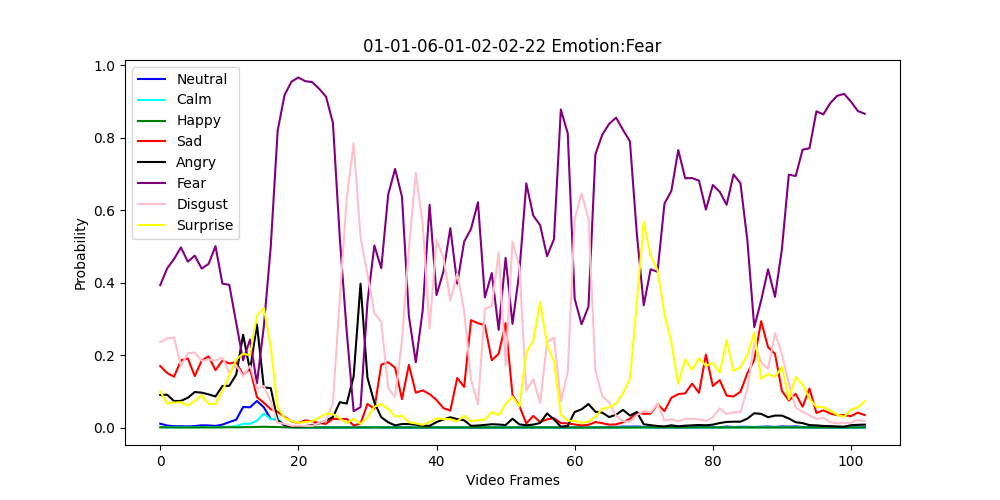 01-01-06-01-02-02-22 Emotion:Fear
1.0
0.8
0.6
0.4
0.2
0.0
Probability
Neutral
Calm
Happy
Sad
Angry
Fear
Disgust
Surprise
0 20 40 60 80 100
Video Frames